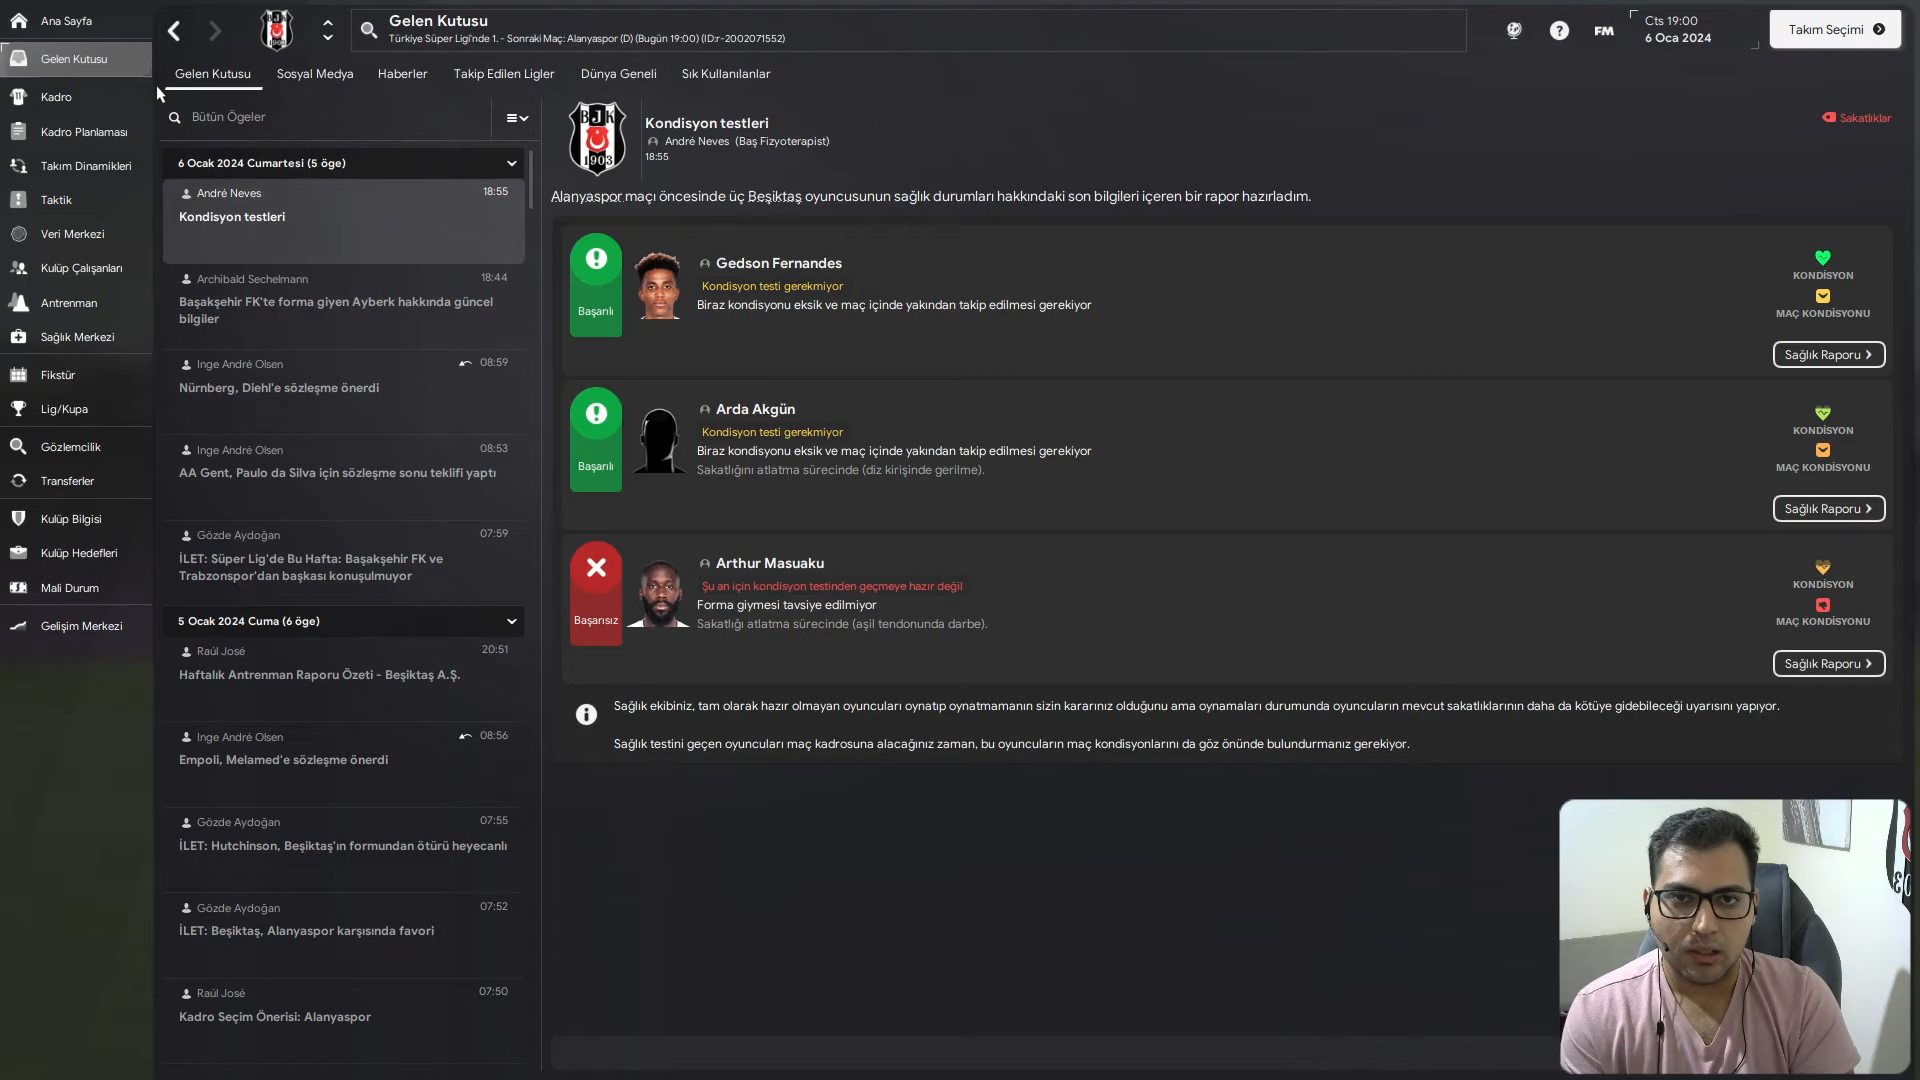 Ana Sayfa
Gelen Kutusu
Kadro
Kadro Planlaması
Takım Dinamikleri
Taktik
Veri Merkezi
Kulüp Çalışanları
Antrenman
Sağlık Merkezi
Fikstür
Lig/Kupa
Gözlemcilik
Transferler
Kulüp Bilgisi
Kulüp Hedefleri
Mali Durum
Gelişim Merkezi
Gelen Kutusu
Türkiye Süper Ligi'nde 1. - Sonraki Maç: Alanyaspor (D) (Bugün 19:00) (ID:r-2002071552)
FM
Cts 19:00
6 Oca 2024
Takım Seçimi
Gelen Kutusu
Sosyal Medya
Haberler
Takip Edilen Ligler
Dünya Geneli
Sık Kullanılanlar
Bütün Ögeler
6 Ocak 2024 Cumartesi (5 öge)
André Neves 18:55
Kondisyon testleri
Archibald Sechelmann 18:44
Başakşehir FK'te forma giyen Ayberk hakkında güncel
bilgiler
Inge André Olsen 08:59
Nürnberg, Diehl'e sözleşme önerdi
Inge André Olsen 08:53
AA Gent, Paulo da Silva için sözleşme sonu teklifi yaptı
Gözde Aydoğan 07:59
İLET: Süper Lig'de Bu Hafta: Başakşehir FK ve
Trabzonspor'dan başkası konuşulmuyor
5 Ocak 2024 Cuma (6 öge)
Raúl José 20:51
Haftalık Antrenman Raporu Özeti - Beşiktaş A.Ş.
Inge André Olsen 08:56
Empoli, Melamed'e sözleşme önerdi
Gözde Aydoğan 07:55
İLET: Hutchinson, Beşiktaş'ın formundan ötürü heyecanlı
Gözde Aydoğan 07:52
İLET: Beşiktaş, Alanyaspor karşısında favori
Raúl José 07:50
Kadro Seçim Önerisi: Alanyaspor
BJK
1903
Kondisyon testleri
André Neves (Baş Fizyoterapist)
18:55
Sakatlıklar
Alanyaspor maçı öncesinde üç Beşiktaş oyuncusunun sağlık durumları hakkındaki son bilgileri içeren bir rapor hazırladım.
Başarılı
Gedson Fernandes
Kondisyon testi gerekmiyor
Biraz kondisyonu eksik ve maç içinde yakından takip edilmesi gerekiyor
KONDİSYON
MAÇ KONDİSYONU
Sağlık Raporu
Başarılı
Arda Akgün
Kondisyon testi gerekmiyor
Biraz kondisyonu eksik ve maç içinde yakından takip edilmesi gerekiyor
Sakatlığını atlatma sürecinde (diz kirişinde gerilme).
KONDİSYON
MAÇ KONDİSYONU
Sağlık Raporu
Başarısız
Arthur Masuaku
Şu an için kondisyon testinden geçmeye hazır değil
Forma giymesi tavsiye edilmiyor
Sakatlığı atlatma sürecinde (aşil tendonunda darbe).
KONDİSYON
MAÇ KONDİSYONU
Sağlık Raporu
Sağlık ekibiniz, tam olarak hazır olmayan oyuncuları oynatıp oynatmamanın sizin kararınız olduğunu ama oynamaları durumunda oyuncuların mevcut sakatlıklarının daha da kötüye gidebileceği uyarısını yapıyor.
Sağlık testini geçen oyuncuları maç kadrosuna alacağınız zaman, bu oyuncuların maç kondisyonlarını da göz önünde bulundurmanız gerekiyor.